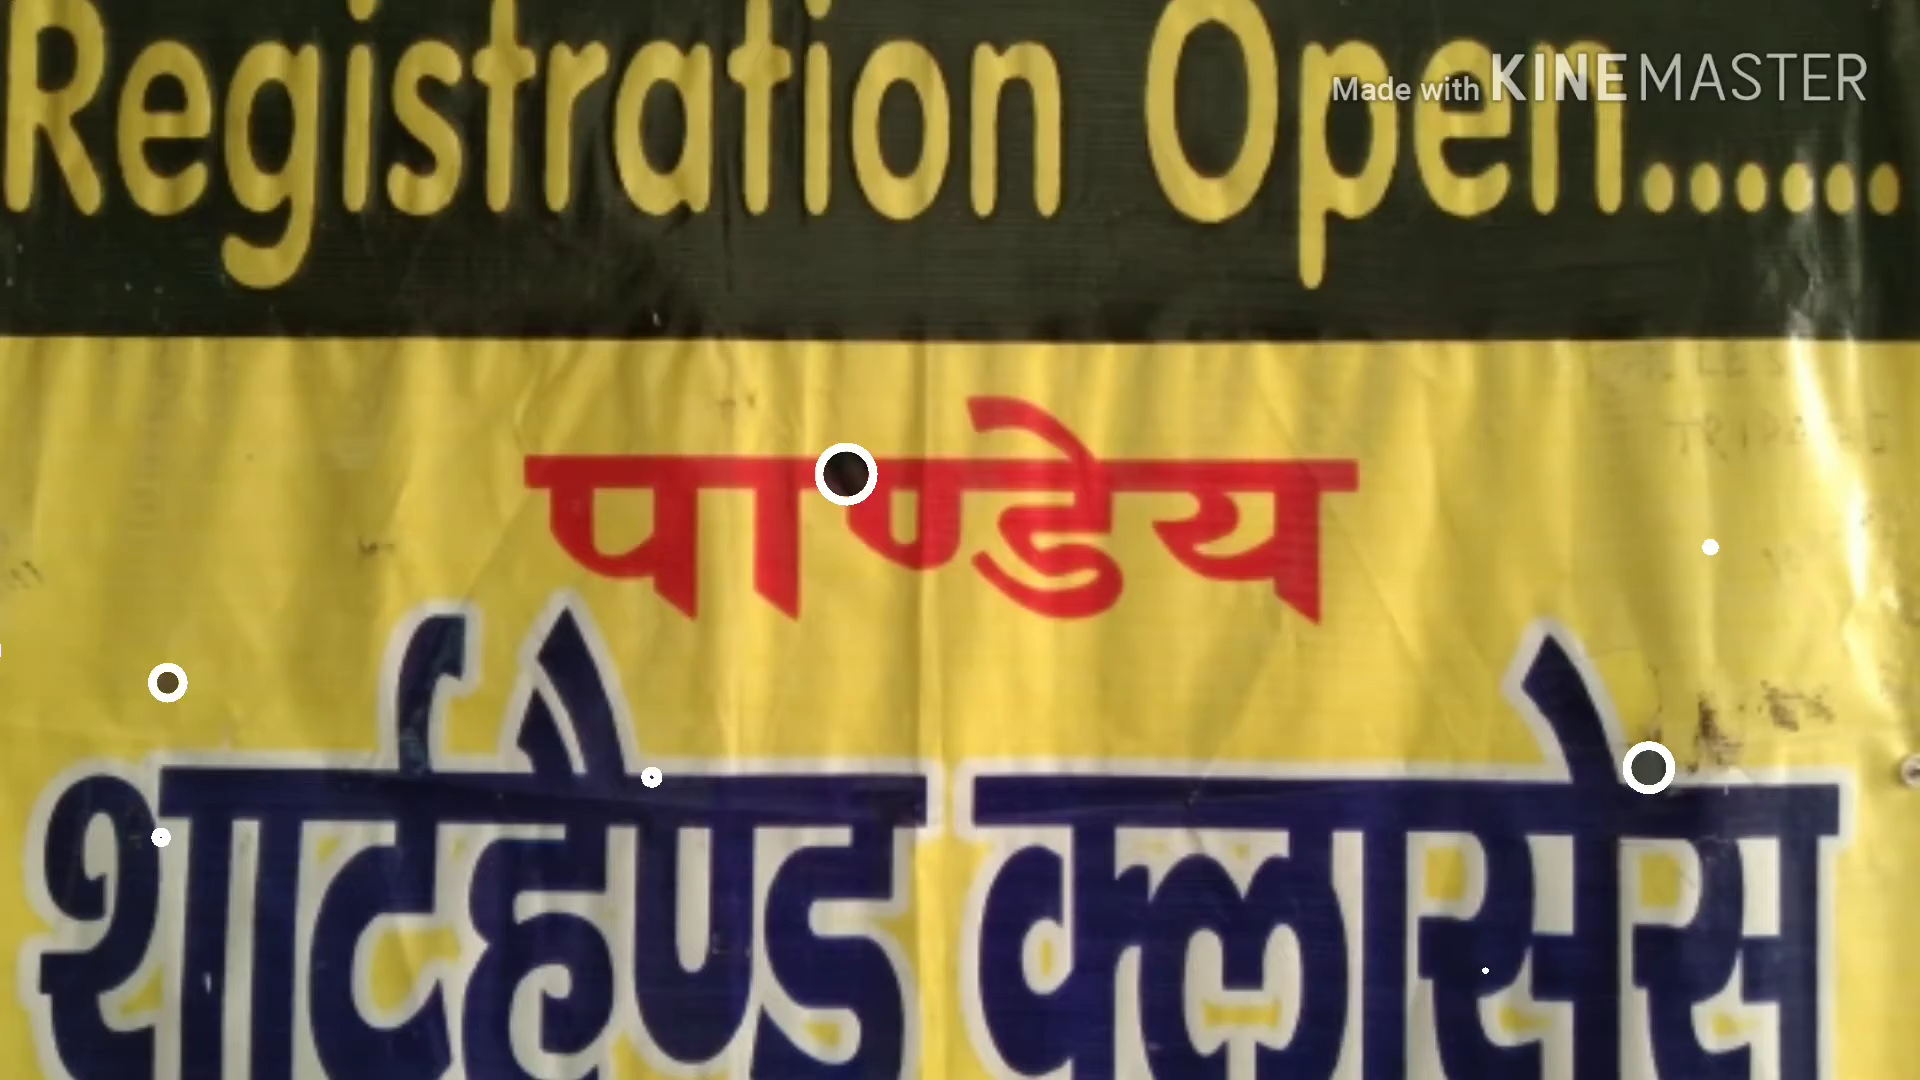 Registration Open......
Made with KINEMASTER
पाण्डेय
शार्टहैण्ड क्लासेस